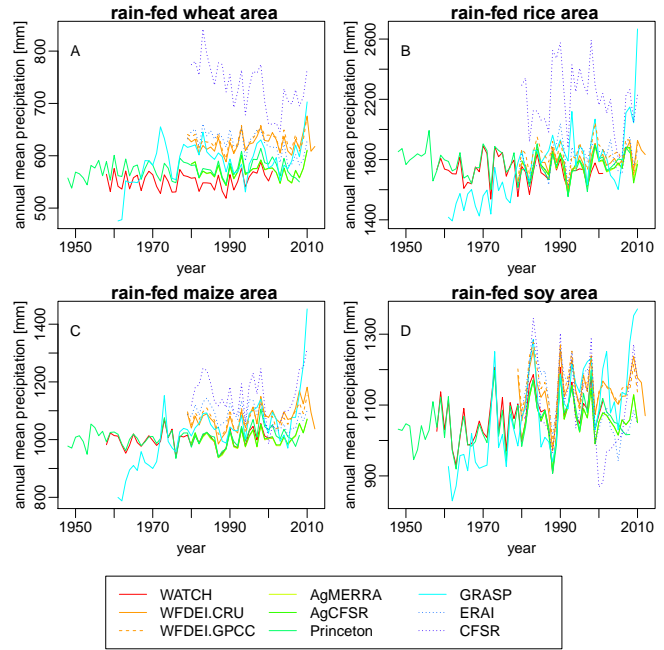 rain-fed wheat area
annual mean precipitation [mm]
800
700
600
500
A
1950 1970 1990 2010
year
rain-fed rice area
annual mean precipitation [mm]
2600
2200
1800
1400
B
1950 1970 1990 2010
year
rain-fed maize area
annual mean precipitation [mm]
1400
1200
1000
800
C
1950 1970 1990 2010
year
rain-fed soy area
annual mean precipitation [mm]
1300
1100
900
D
1950 1970 1990 2010
year
WATCH
WFDEI.CRU
WFDEI.GPCC
AgMERRA
AgCFSR
Princeton
GRASP
ERAI
CFSR